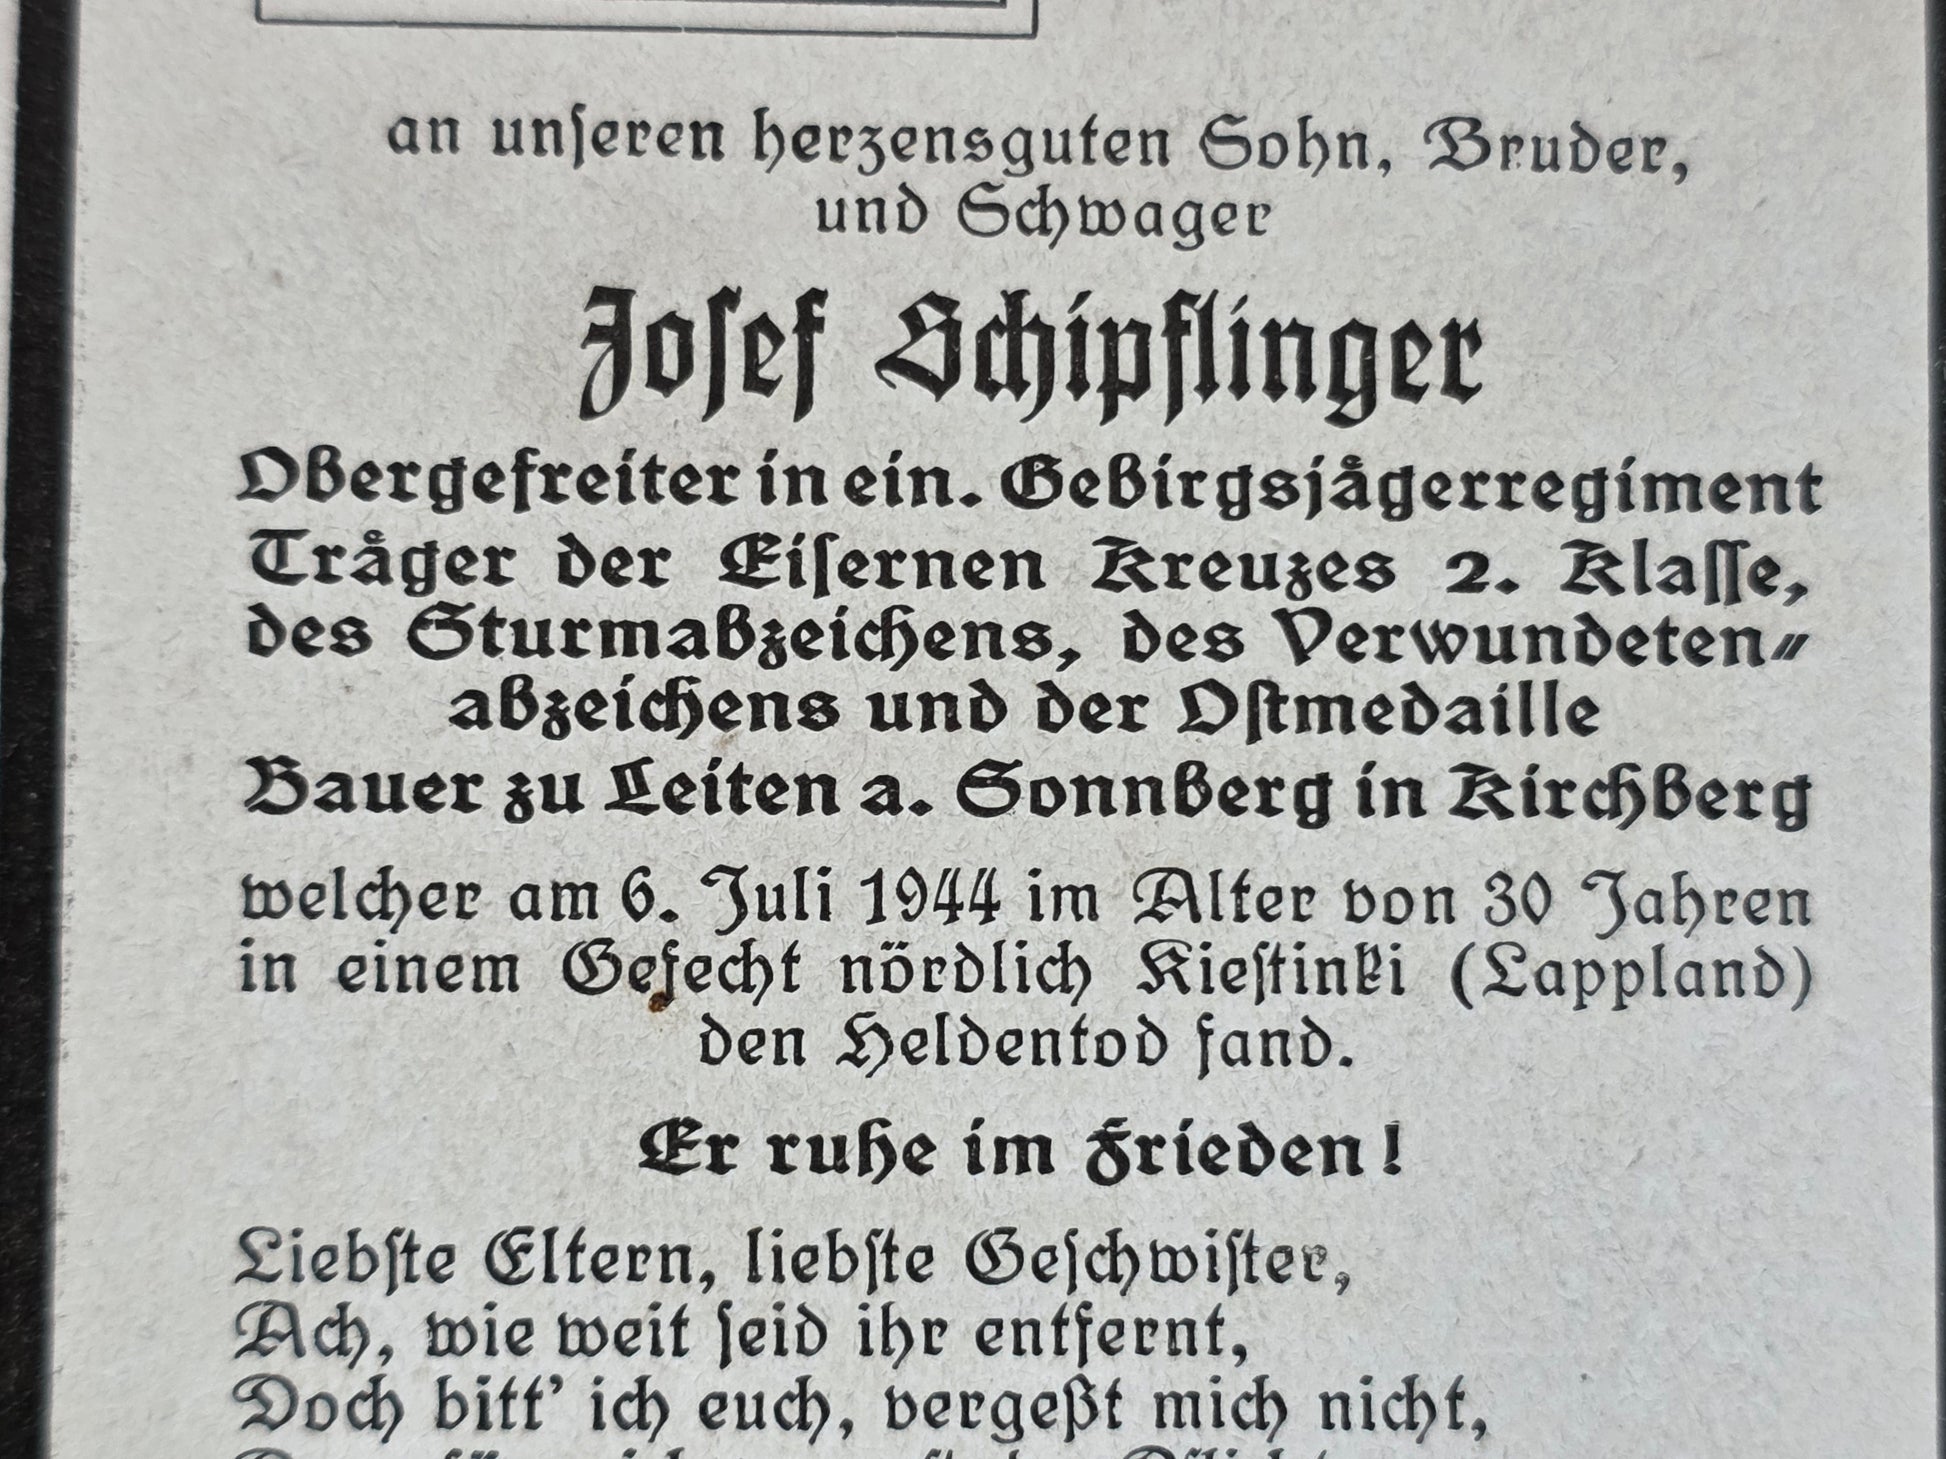 an unseren herzensguten Sohn, Bruder,
und Schwager
Josef Schipflinger
Obergefreiter in ein. Gebirgsjägerregiment
Träger der Eisernen Kreuzes 2. Klasse,
des Sturmabzeichens, des Verwundeten-
abzeichens und der Ostmedaille
Bauer zu Leiten a. Sonnberg in Kirchberg
welcher am 6. Juli 1944 im Alter von 30 Jahren
in einem Gefecht nördlich Kiestinki (Lappland)
den Heldentod fand.
Er ruhe im Frieden!
Liebste Eltern, liebste Geschwister,
Ach, wie weit seid ihr entfernt,
Doch bitt' ich euch, vergeßt mich nicht,